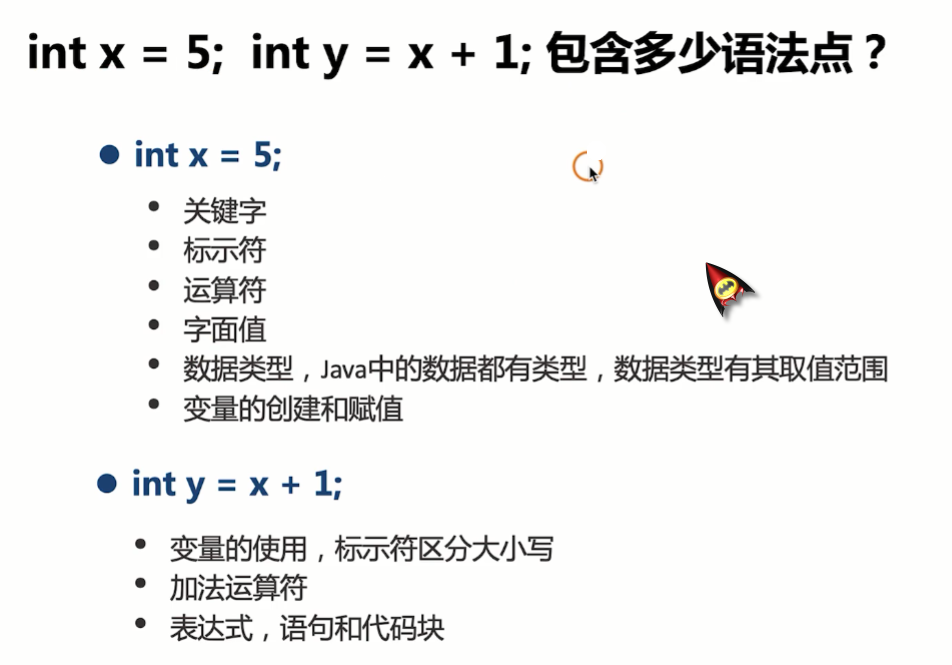 int x = 5;  int y = x + 1; 包含多少语法点？
int x = 5;
关键字
标示符
运算符
字面值
数据类型，Java中的数据都有类型，数据类型有其取值范围
变量的创建和赋值
int y = x + 1;
变量的使用，标示符区分大小写
加法运算符
表达式，语句和代码块